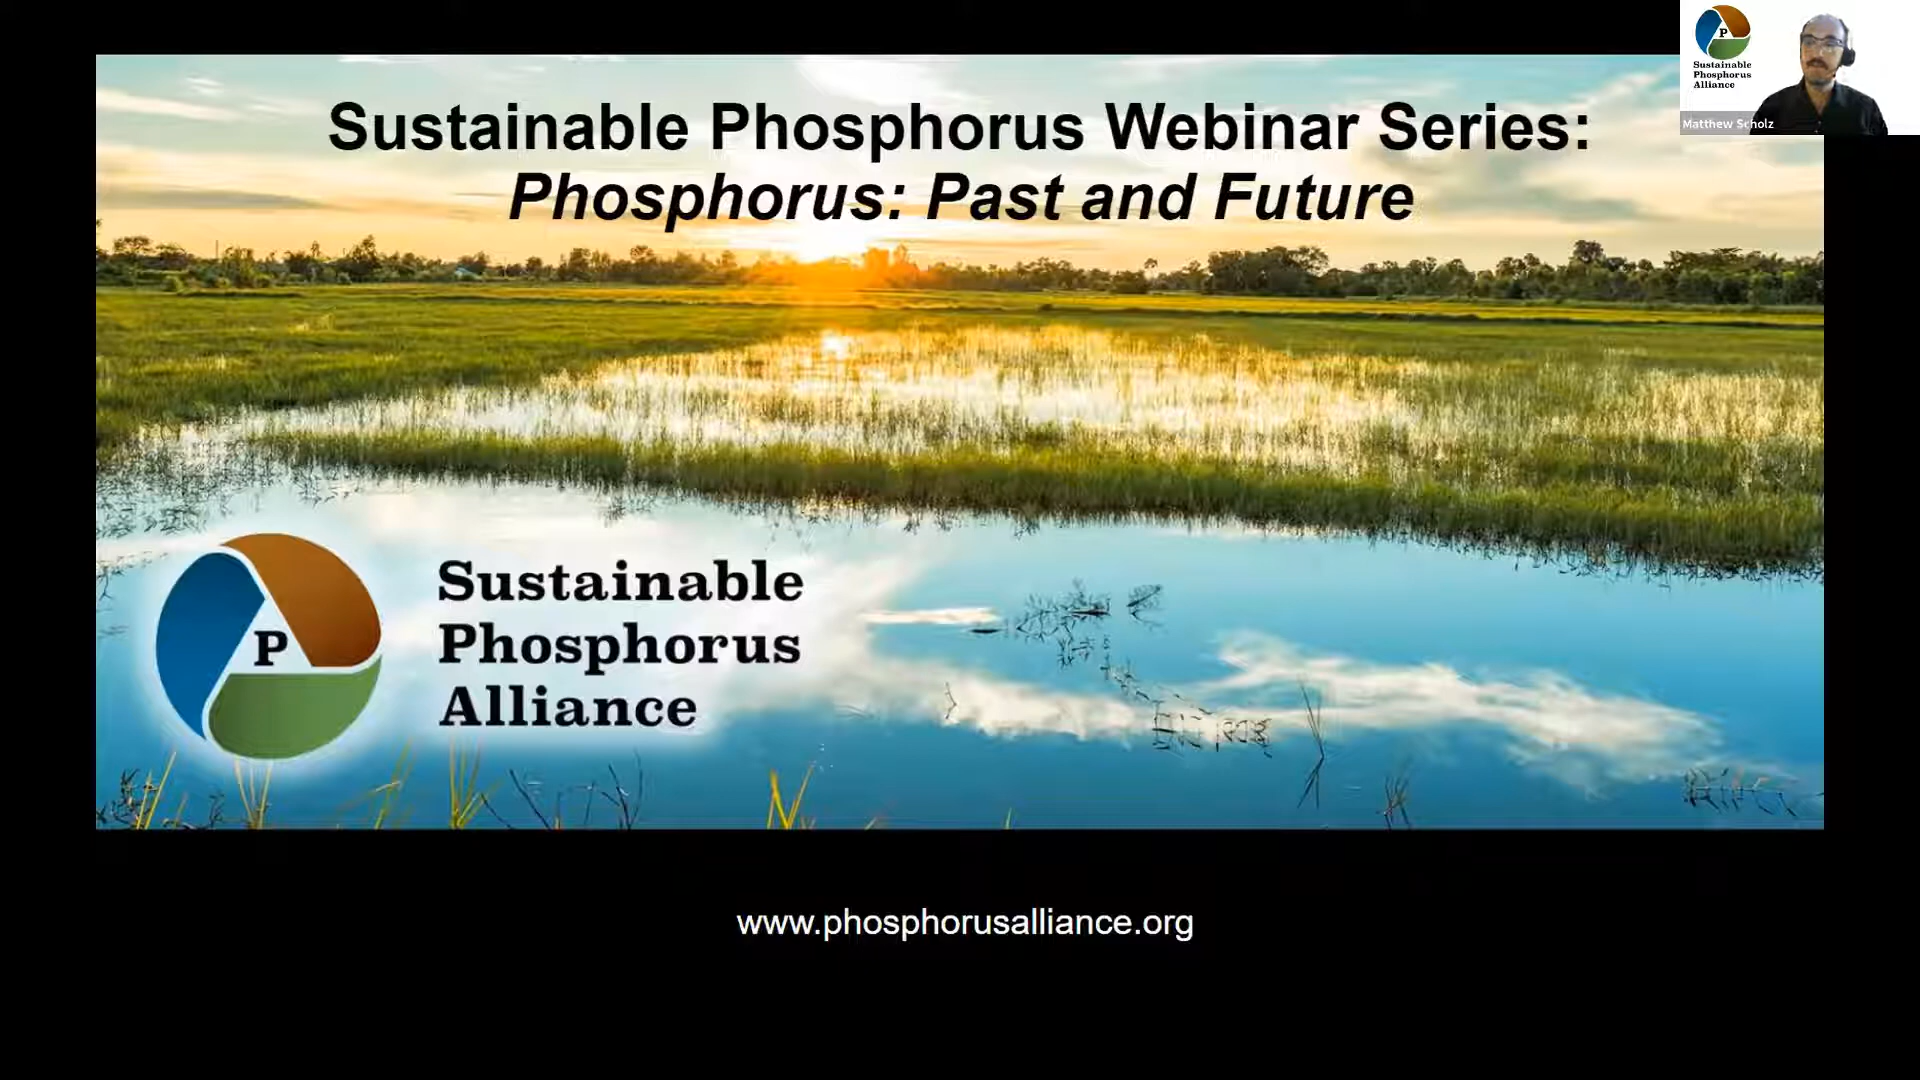 Sustainable Phosphorus Webinar Series:
Phosphorus: Past and Future
P
Sustainable
Phosphorus
Alliance
Matthew Scholz
P
Sustainable
Phosphorus
Alliance
www.phosphorusalliance.org